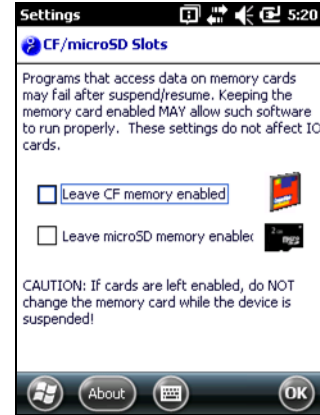 Settings 5:20
CF/microSD Slots
Programs that access data on memory cards
may fail after suspend/resume. Keeping the
memory card enabled MAY allow such software
to run properly. These settings do not affect IO
cards.
Leave CF memory enabled
Leave microSD memory enablec
CAUTION: If cards are left enabled, do NOT
change the memory card while the device is
suspended!
About OK